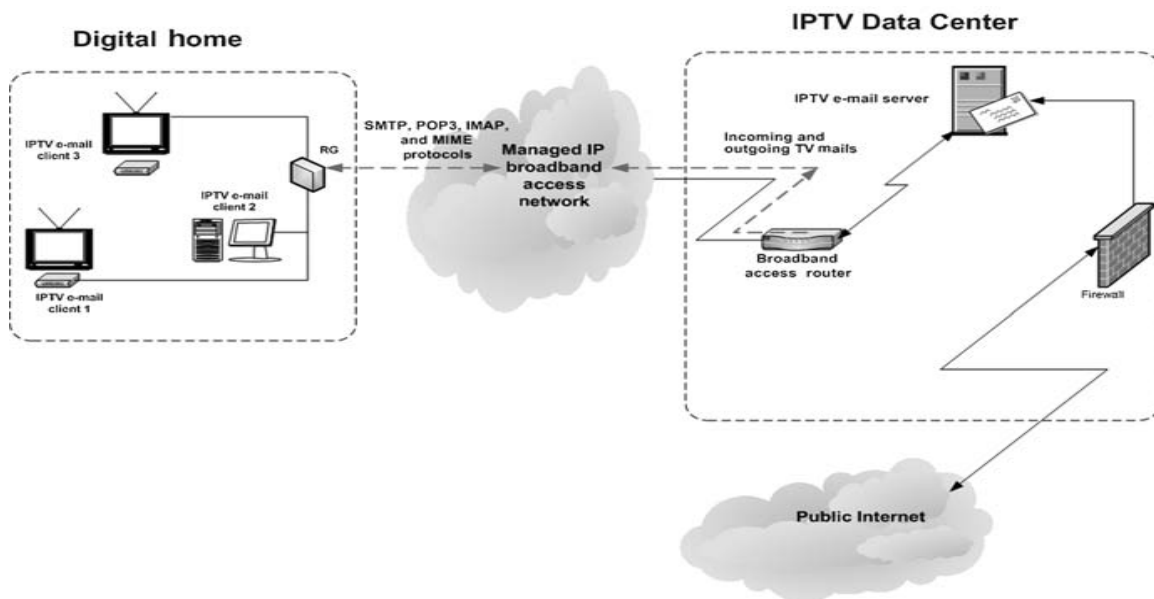 Digital home
IPTV e-mail
client 3
RG
IPTV e-mail
client 2
IPTV e-mail
client 1
SMTP, POP3, IMAP,
and MIME
protocols
Managed IP
broadband
access
network
IPTV Data Center
IPTV e-mail server
Incoming and
outgoing TV mails
Broadband
access router
Firewall
Public Internet